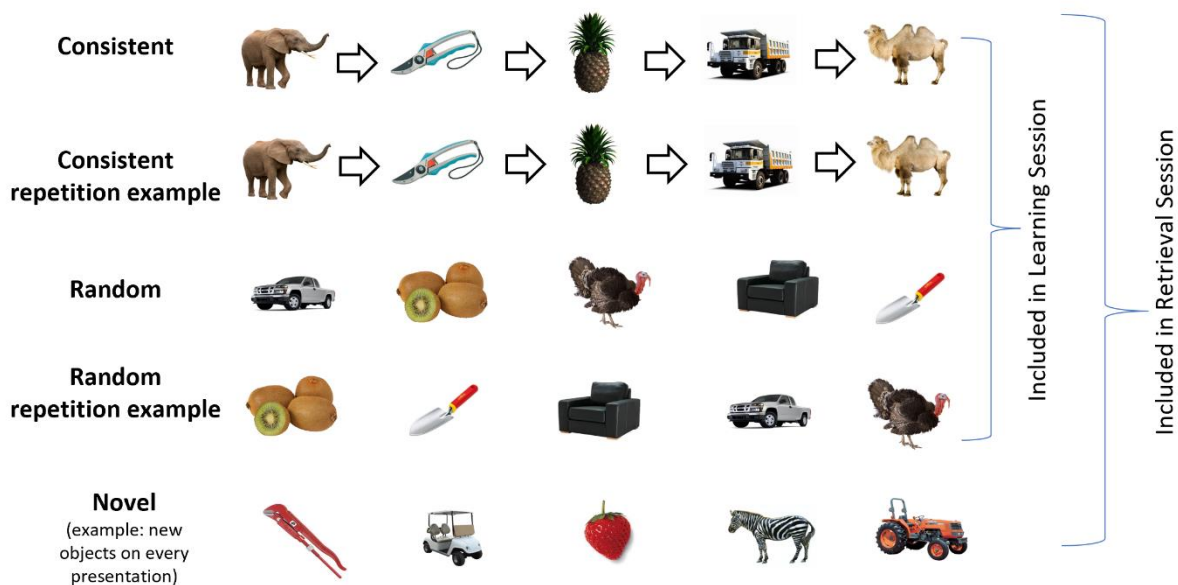 Consistent
Consistent
repetition example
Random
Random
repetition example
Novel
(example: new
objects on every
presentation)
Included in Learning Session
Included in Retrieval Session